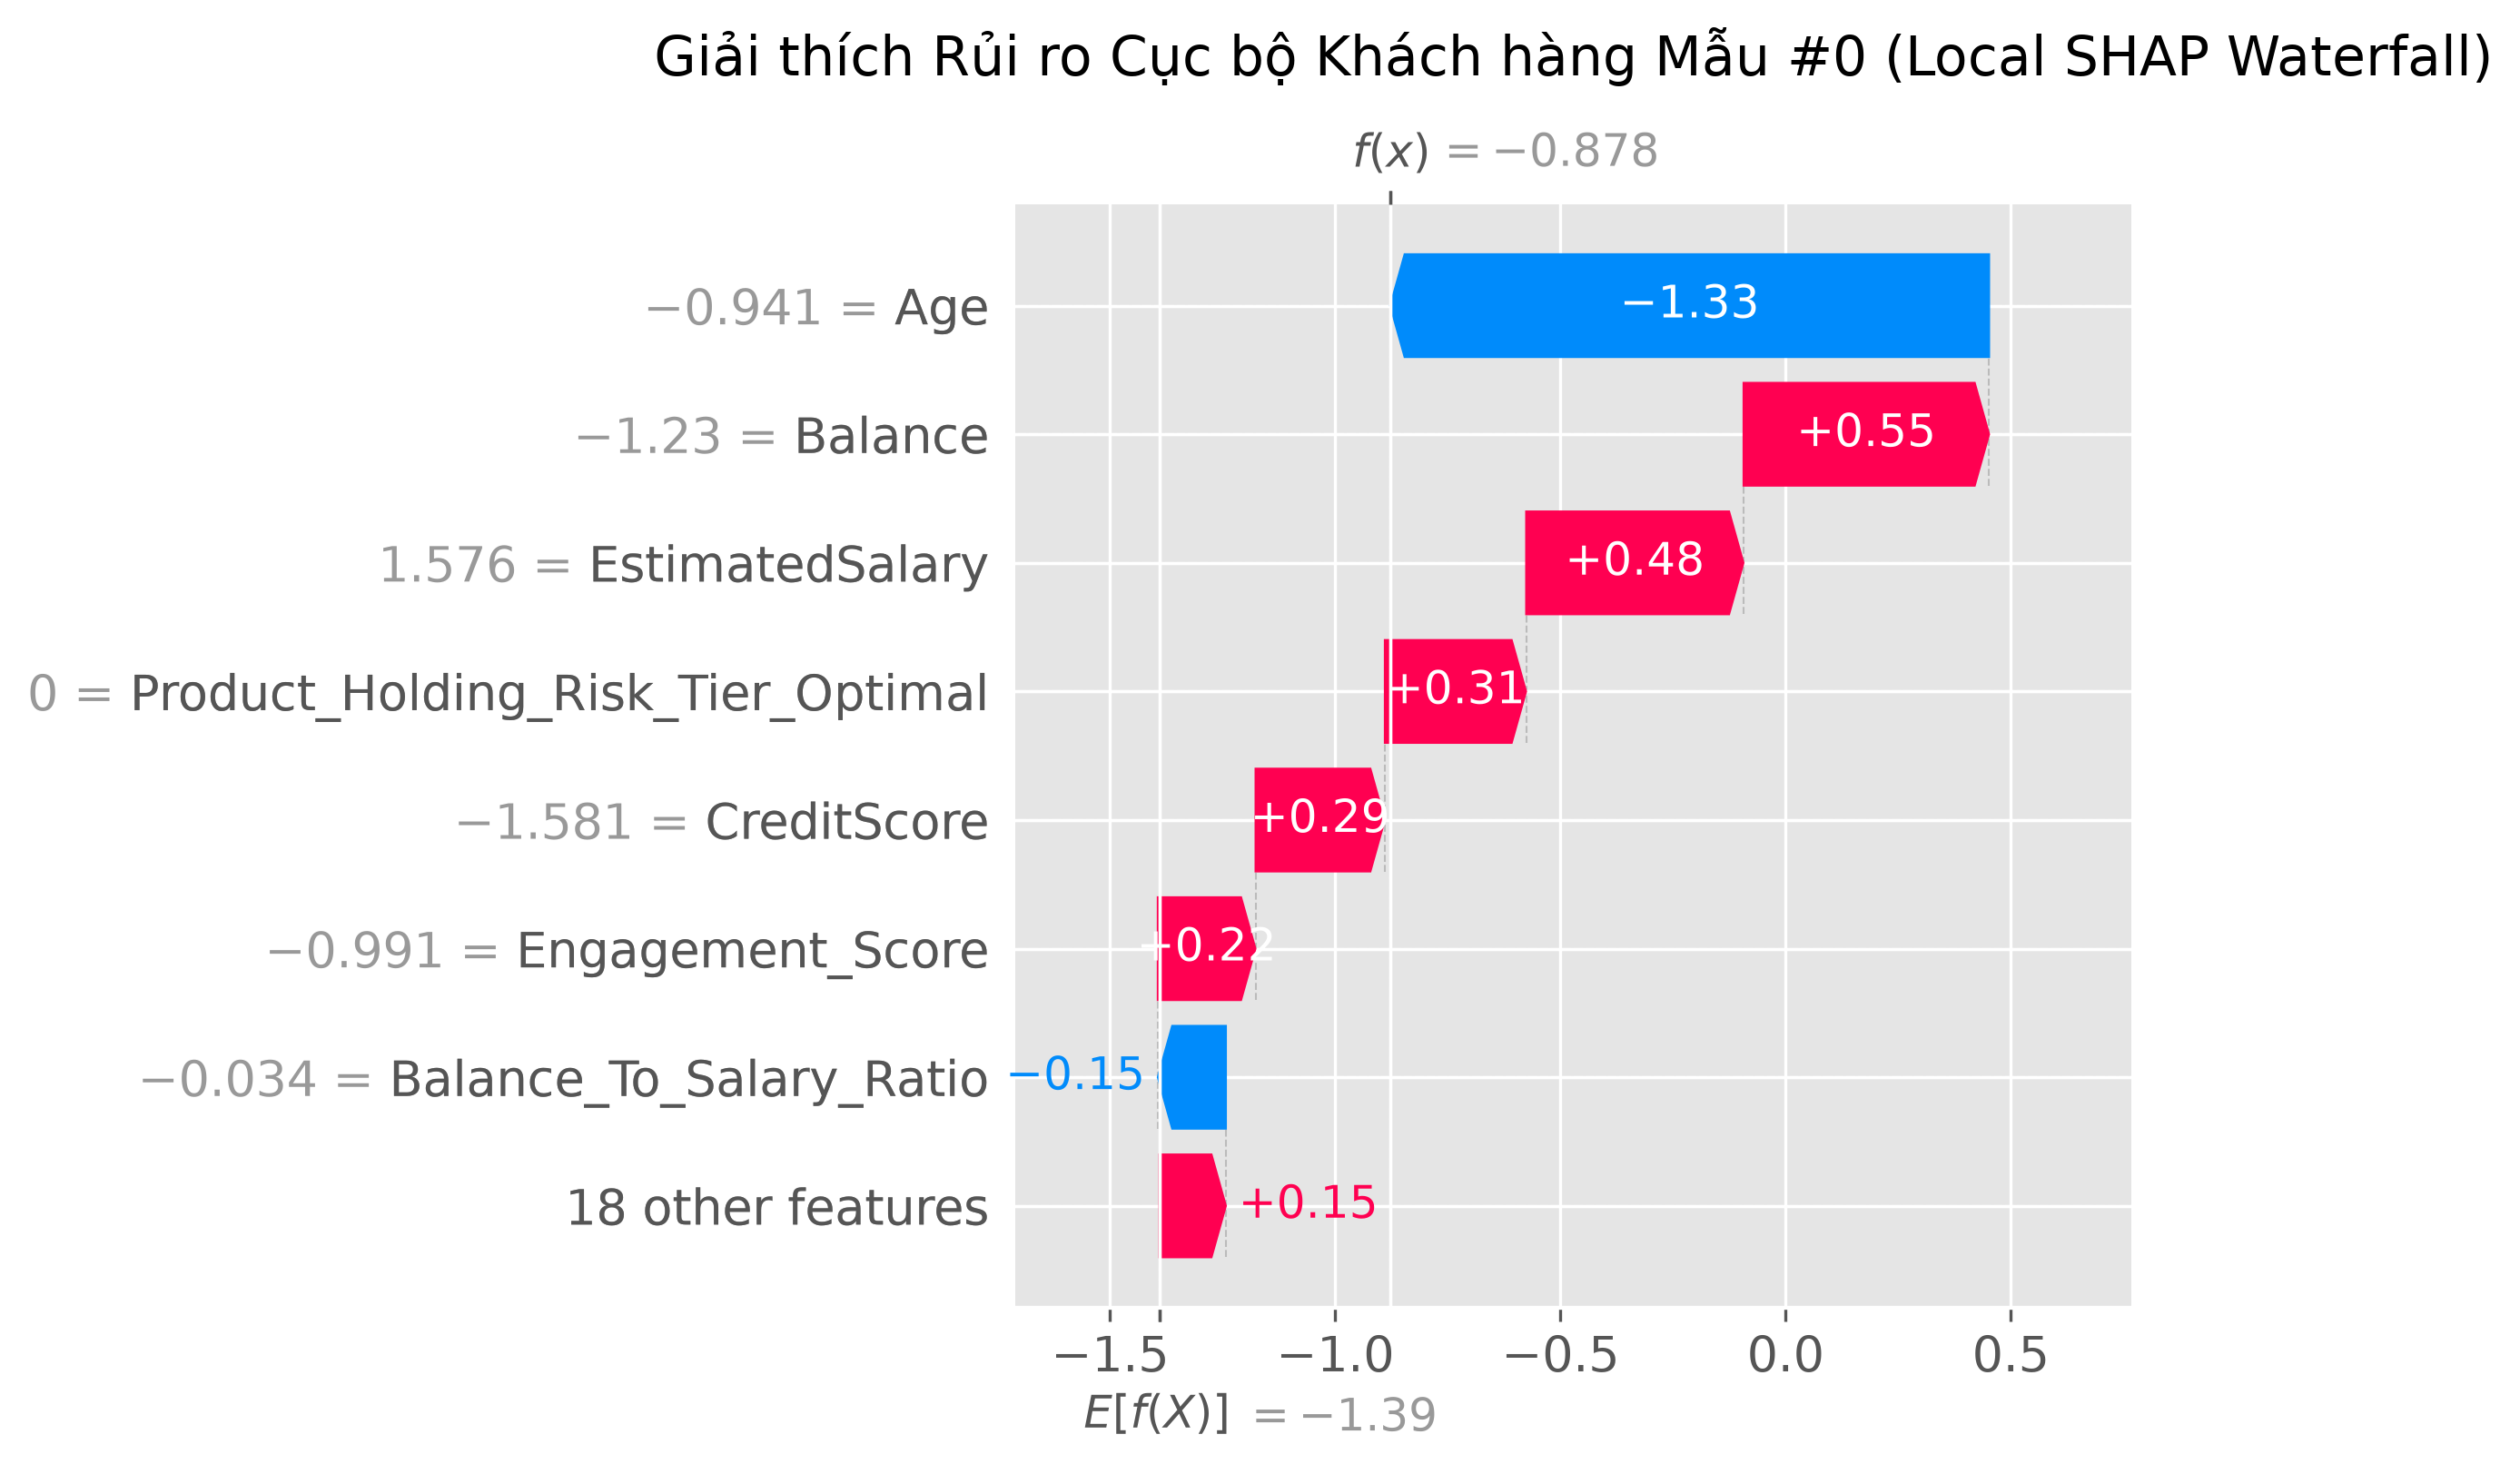 Giải thích Rủi ro Cục bộ Khách hàng Mẫu #0 (Local SHAP Waterfall)
f(x) = −0.878
−0.941 = Age −1.33
−1.23 = Balance +0.55
1.576 = EstimatedSalary +0.48
0 = Product_Holding_Risk_Tier_Optimal +0.31
−1.581 = CreditScore +0.29
−0.991 = Engagement_Score +0.22
−0.034 = Balance_To_Salary_Ratio −0.15
18 other features +0.15
−1.5 −1.0 −0.5 0.0 0.5
E[f(X)] = −1.39